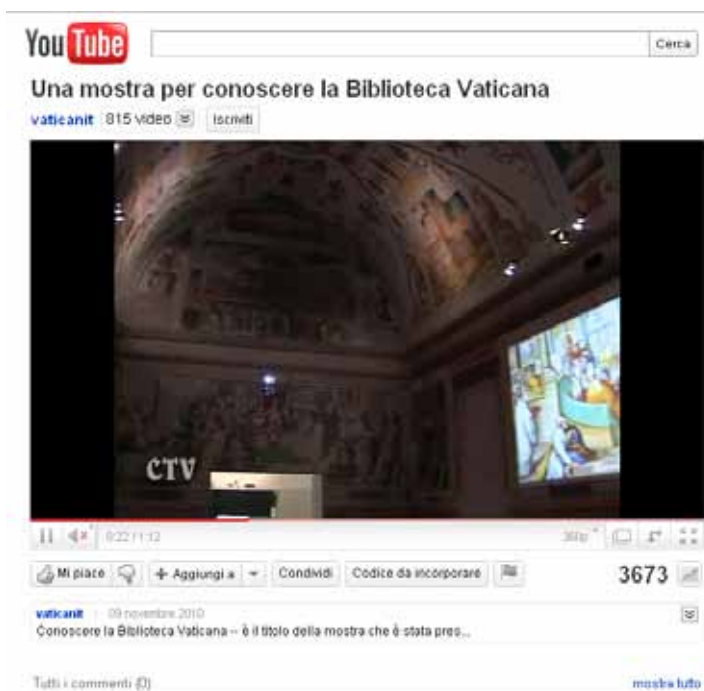 You Tube
Cerca
Una mostra per conoscere la Biblioteca Vaticana
vaticanit 815 video Iscriviti
CTV
0:22 / 1:12 360p
Mi piace + Aggiungi a Condividi Codice da incorporare 3673
vaticanit 09 novembre 2010
Conoscere la Biblioteca Vaticana – è il titolo della mostra che è stata pres...
Tutti i commenti (0) mostra tutto